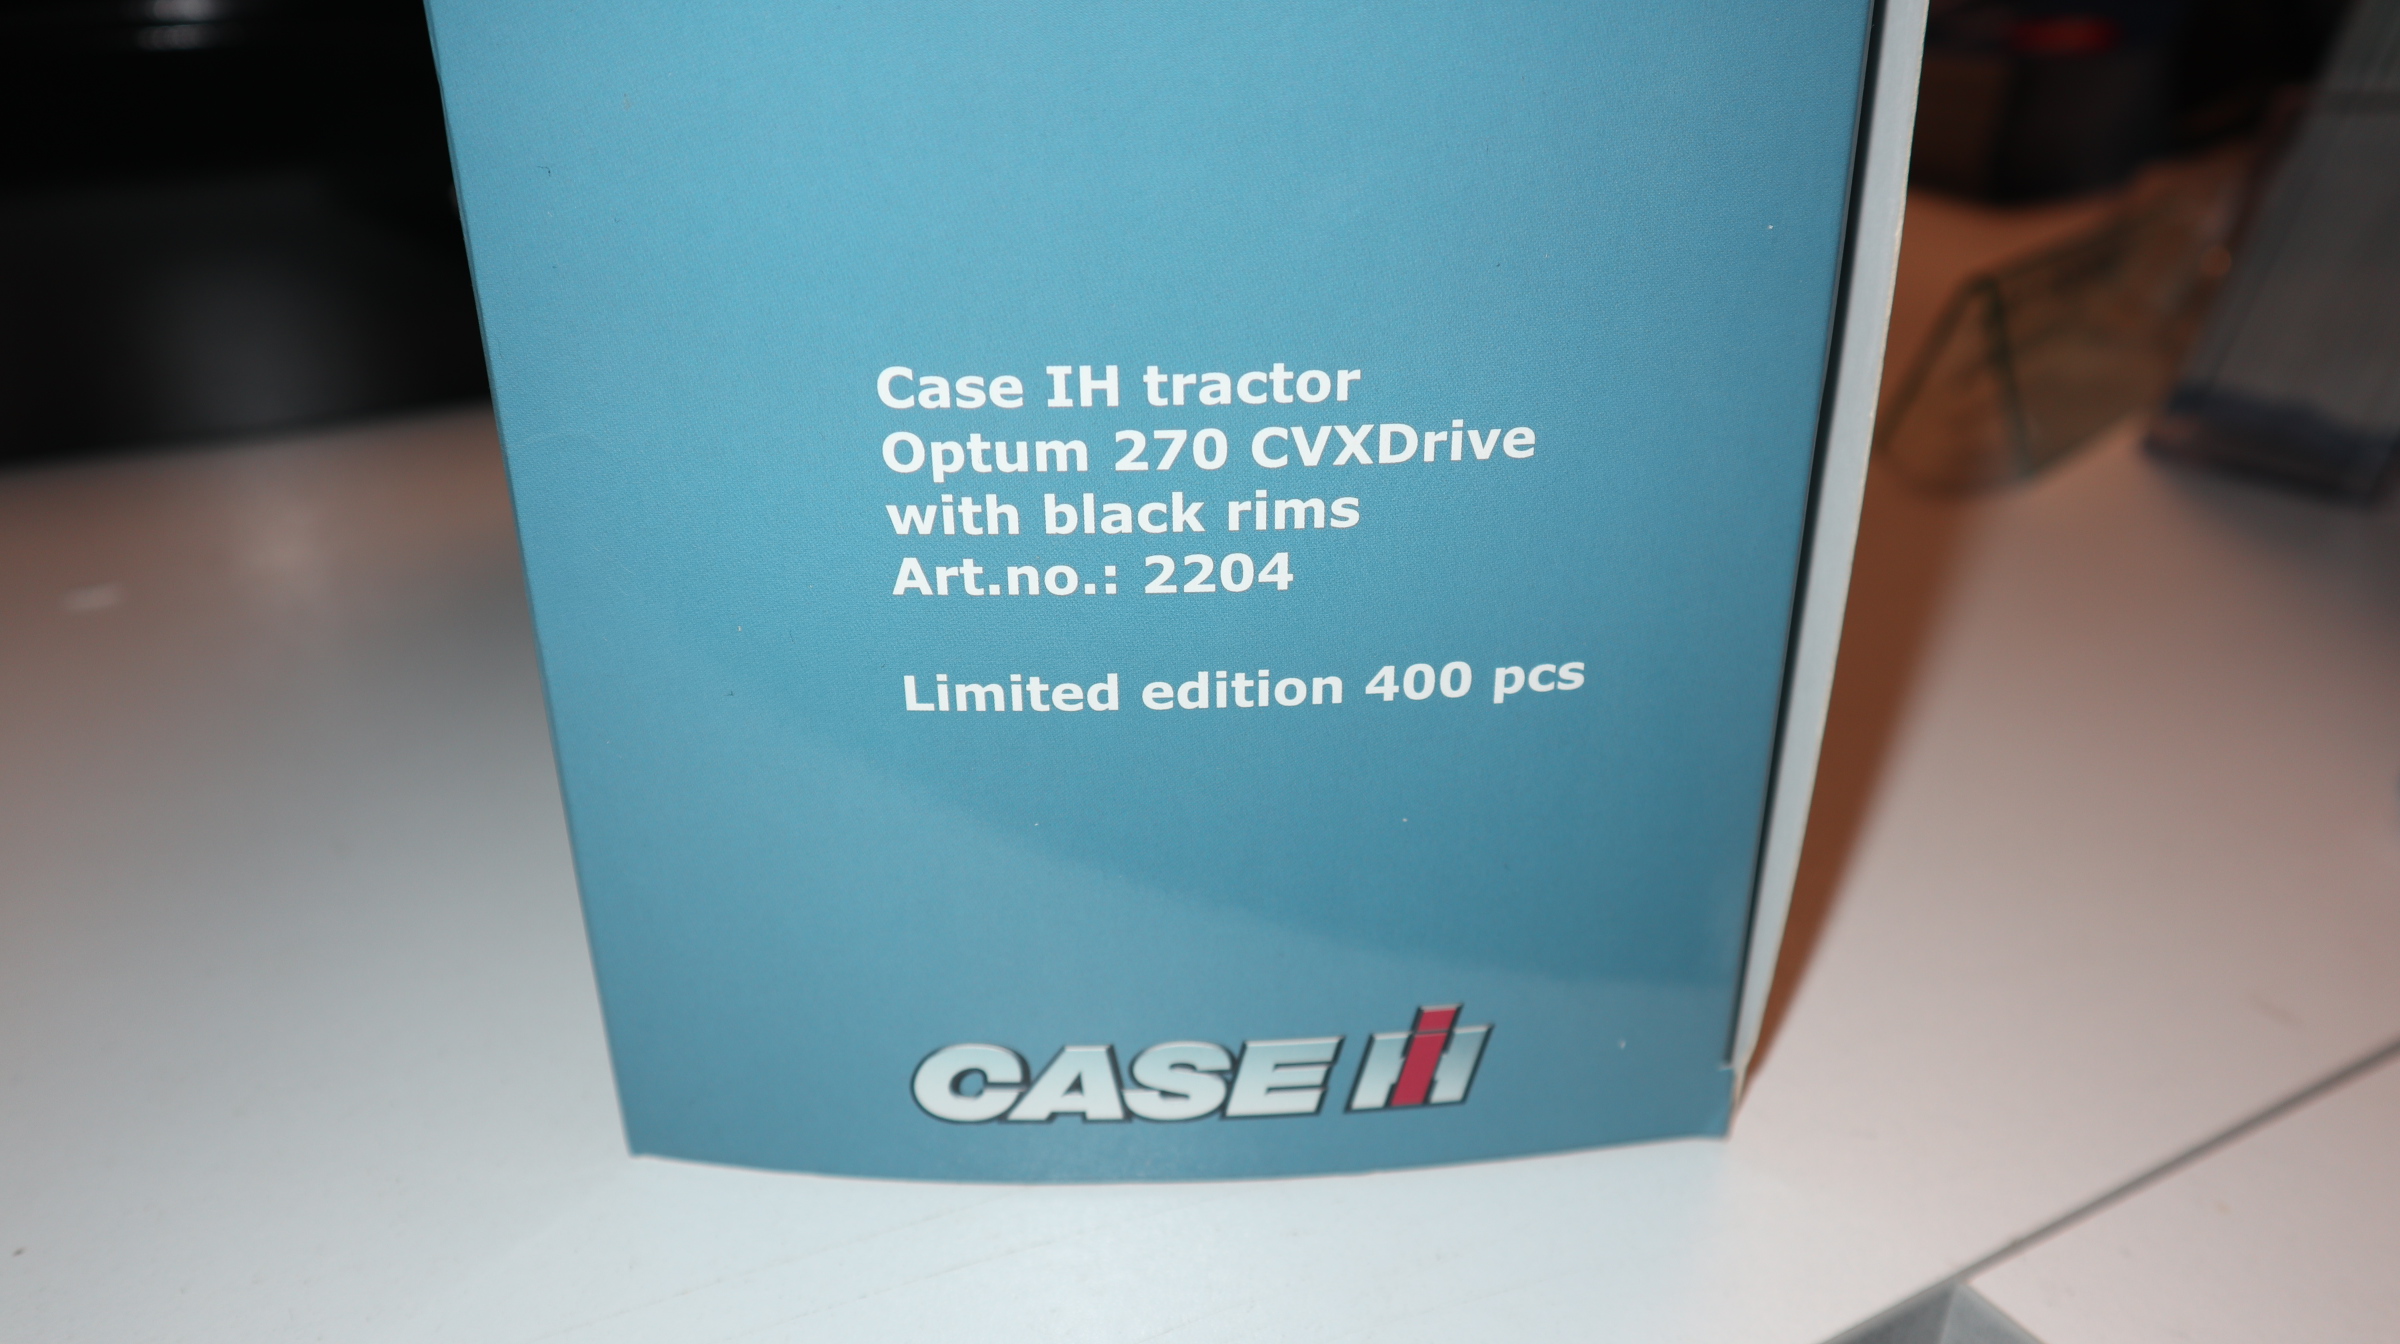 Case IH tractor
Optum 270 CVXDrive
with black rims
Art.no.: 2204
Limited edition 400 pcs
CASE IH